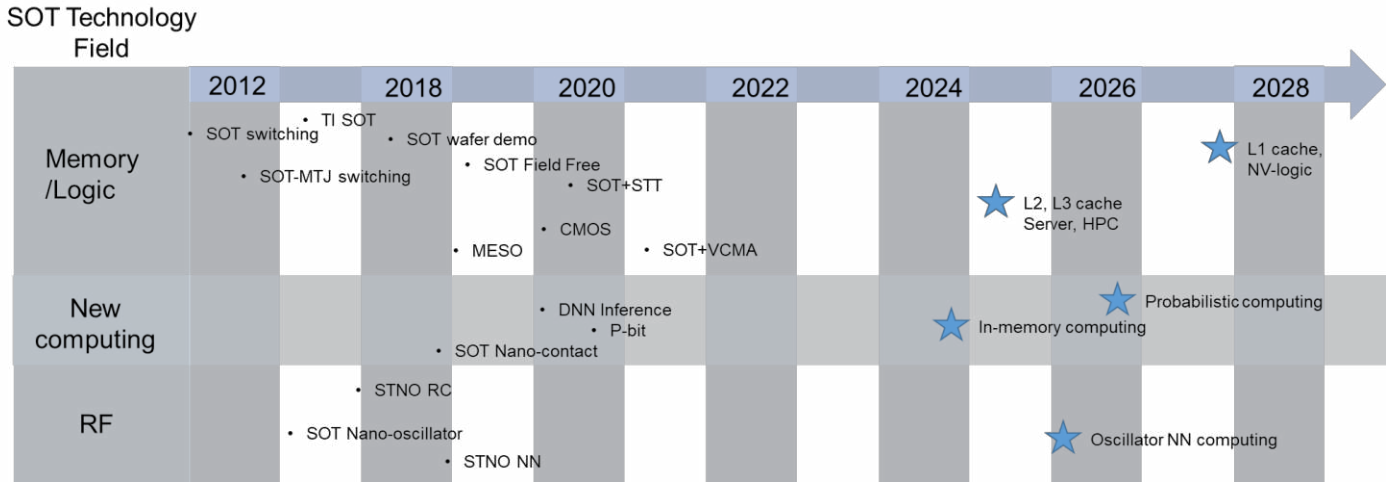 SOT Technology
Field
2012 2018 2020 2022 2024 2026 2028
Memory
/Logic
• SOT switching
• TI SOT
• SOT wafer demo
• SOT-MTJ switching
• SOT Field Free
• SOT+STT
• CMOS
• MESO
• SOT+VCMA
L2, L3 cache
Server, HPC
L1 cache,
NV-logic
New
computing
• DNN Inference
• P-bit
• SOT Nano-contact
In-memory computing
Probabilistic computing
RF
• STNO RC
• SOT Nano-oscillator
• STNO NN
Oscillator NN computing